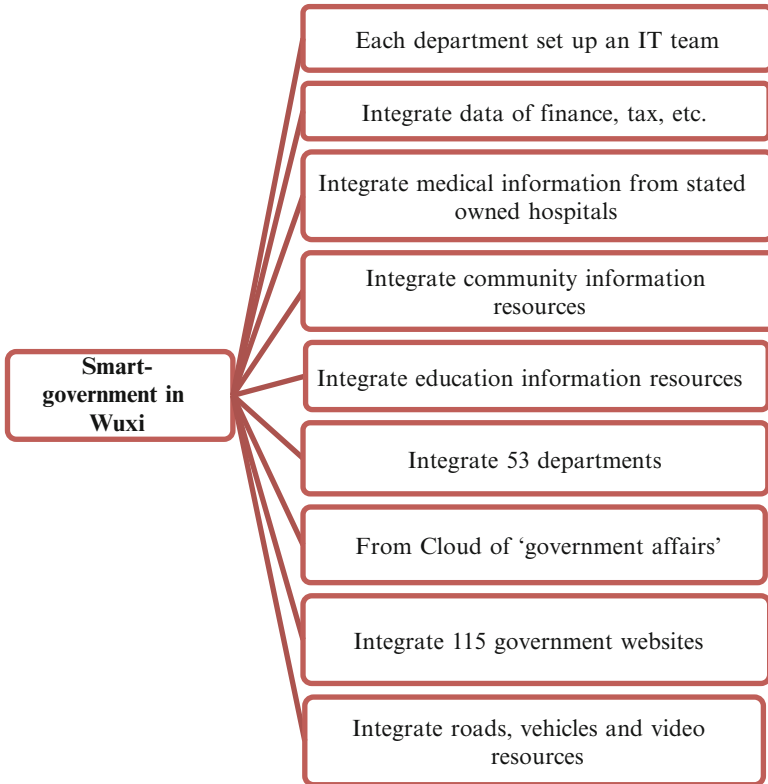 Each department set up an IT team
Integrate data of finance, tax, etc.
Integrate medical information from stated
owned hospitals
Integrate community information
resources
Smart-
government in
Wuxi
Integrate education information resources
Integrate 53 departments
From Cloud of ‘government affairs’
Integrate 115 government websites
Integrate roads, vehicles and video
resources